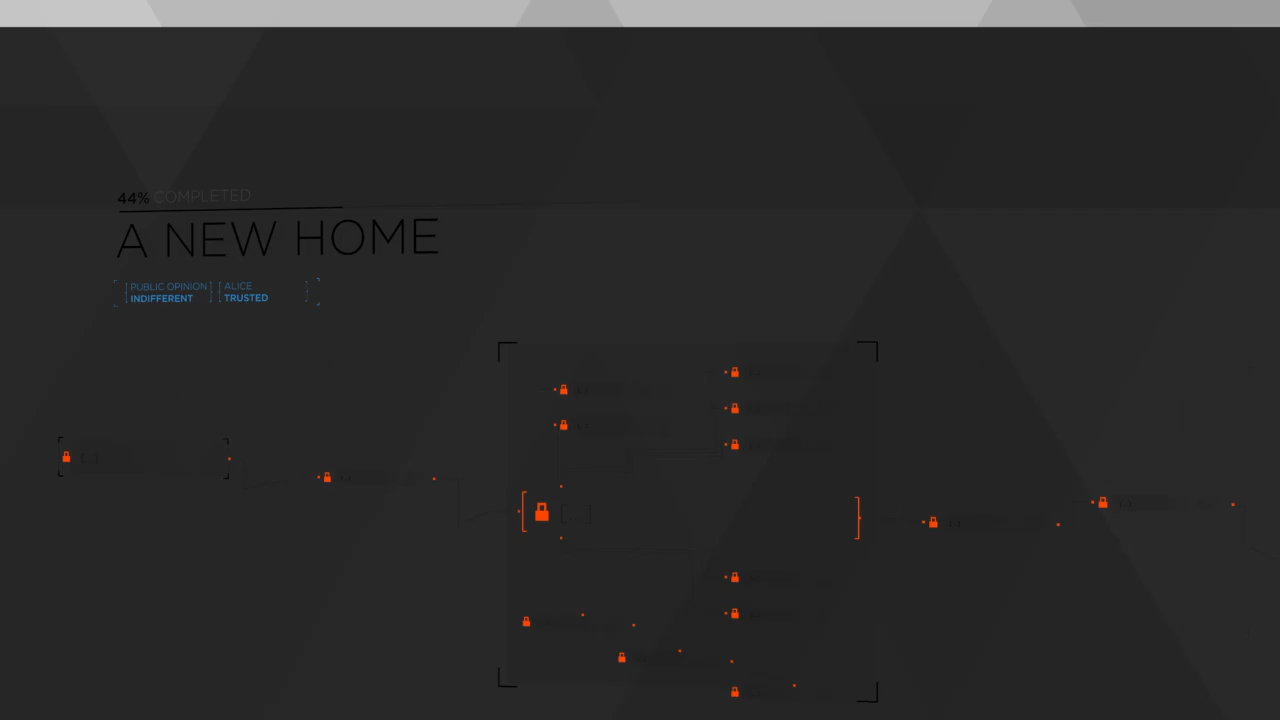 44% COMPLETED
A NEW HOME
PUBLIC OPINION
INDIFFERENT
ALICE
TRUSTED